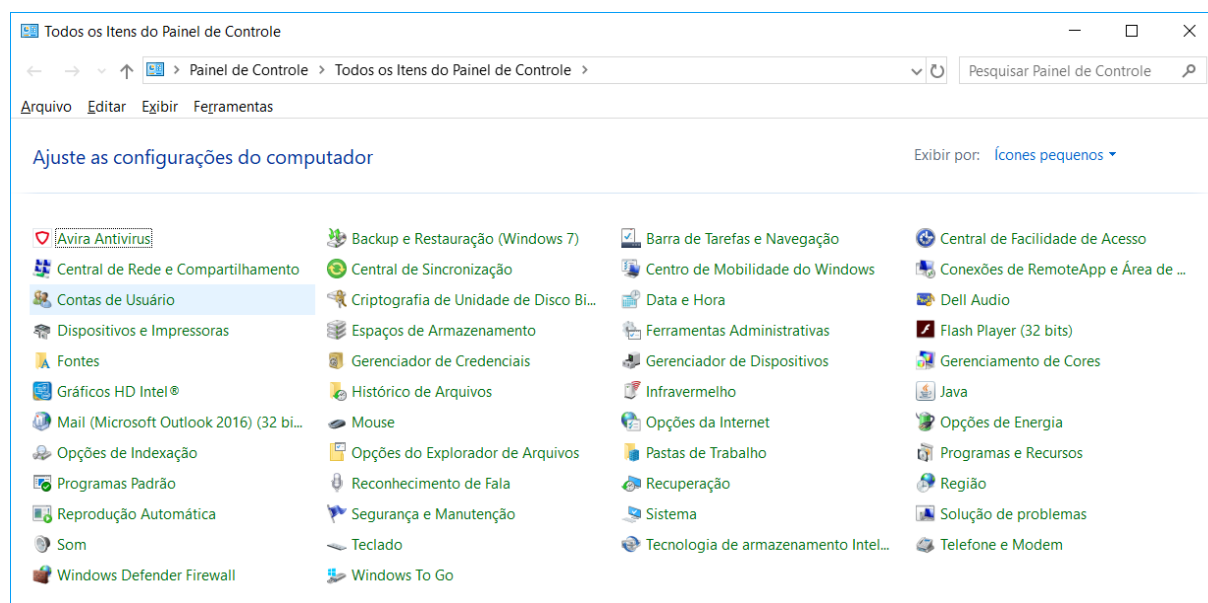 Todos os Itens do Painel de Controle
Painel de Controle > Todos os Itens do Painel de Controle >
Pesquisar Painel de Controle
Arquivo Editar Exibir Ferramentas
Ajuste as configurações do computador
Exibir por: Ícones pequenos
Avira Antivirus
Backup e Restauração (Windows 7)
Barra de Tarefas e Navegação
Central de Facilidade de Acesso
Central de Rede e Compartilhamento
Central de Sincronização
Centro de Mobilidade do Windows
Conexões de RemoteApp e Área de ...
Contas de Usuário
Criptografia de Unidade de Disco Bi...
Data e Hora
Dell Audio
Dispositivos e Impressoras
Espaços de Armazenamento
Ferramentas Administrativas
Flash Player (32 bits)
Fontes
Gerenciador de Credenciais
Gerenciador de Dispositivos
Gerenciamento de Cores
Gráficos HD Intel®
Histórico de Arquivos
Infravermelho
Java
Mail (Microsoft Outlook 2016) (32 bi...
Mouse
Opções da Internet
Opções de Energia
Opções de Indexação
Opções do Explorador de Arquivos
Pastas de Trabalho
Programas e Recursos
Programas Padrão
Reconhecimento de Fala
Recuperação
Região
Reprodução Automática
Segurança e Manutenção
Sistema
Solução de problemas
Som
Teclado
Tecnologia de armazenamento Intel...
Telefone e Modem
Windows Defender Firewall
Windows To Go